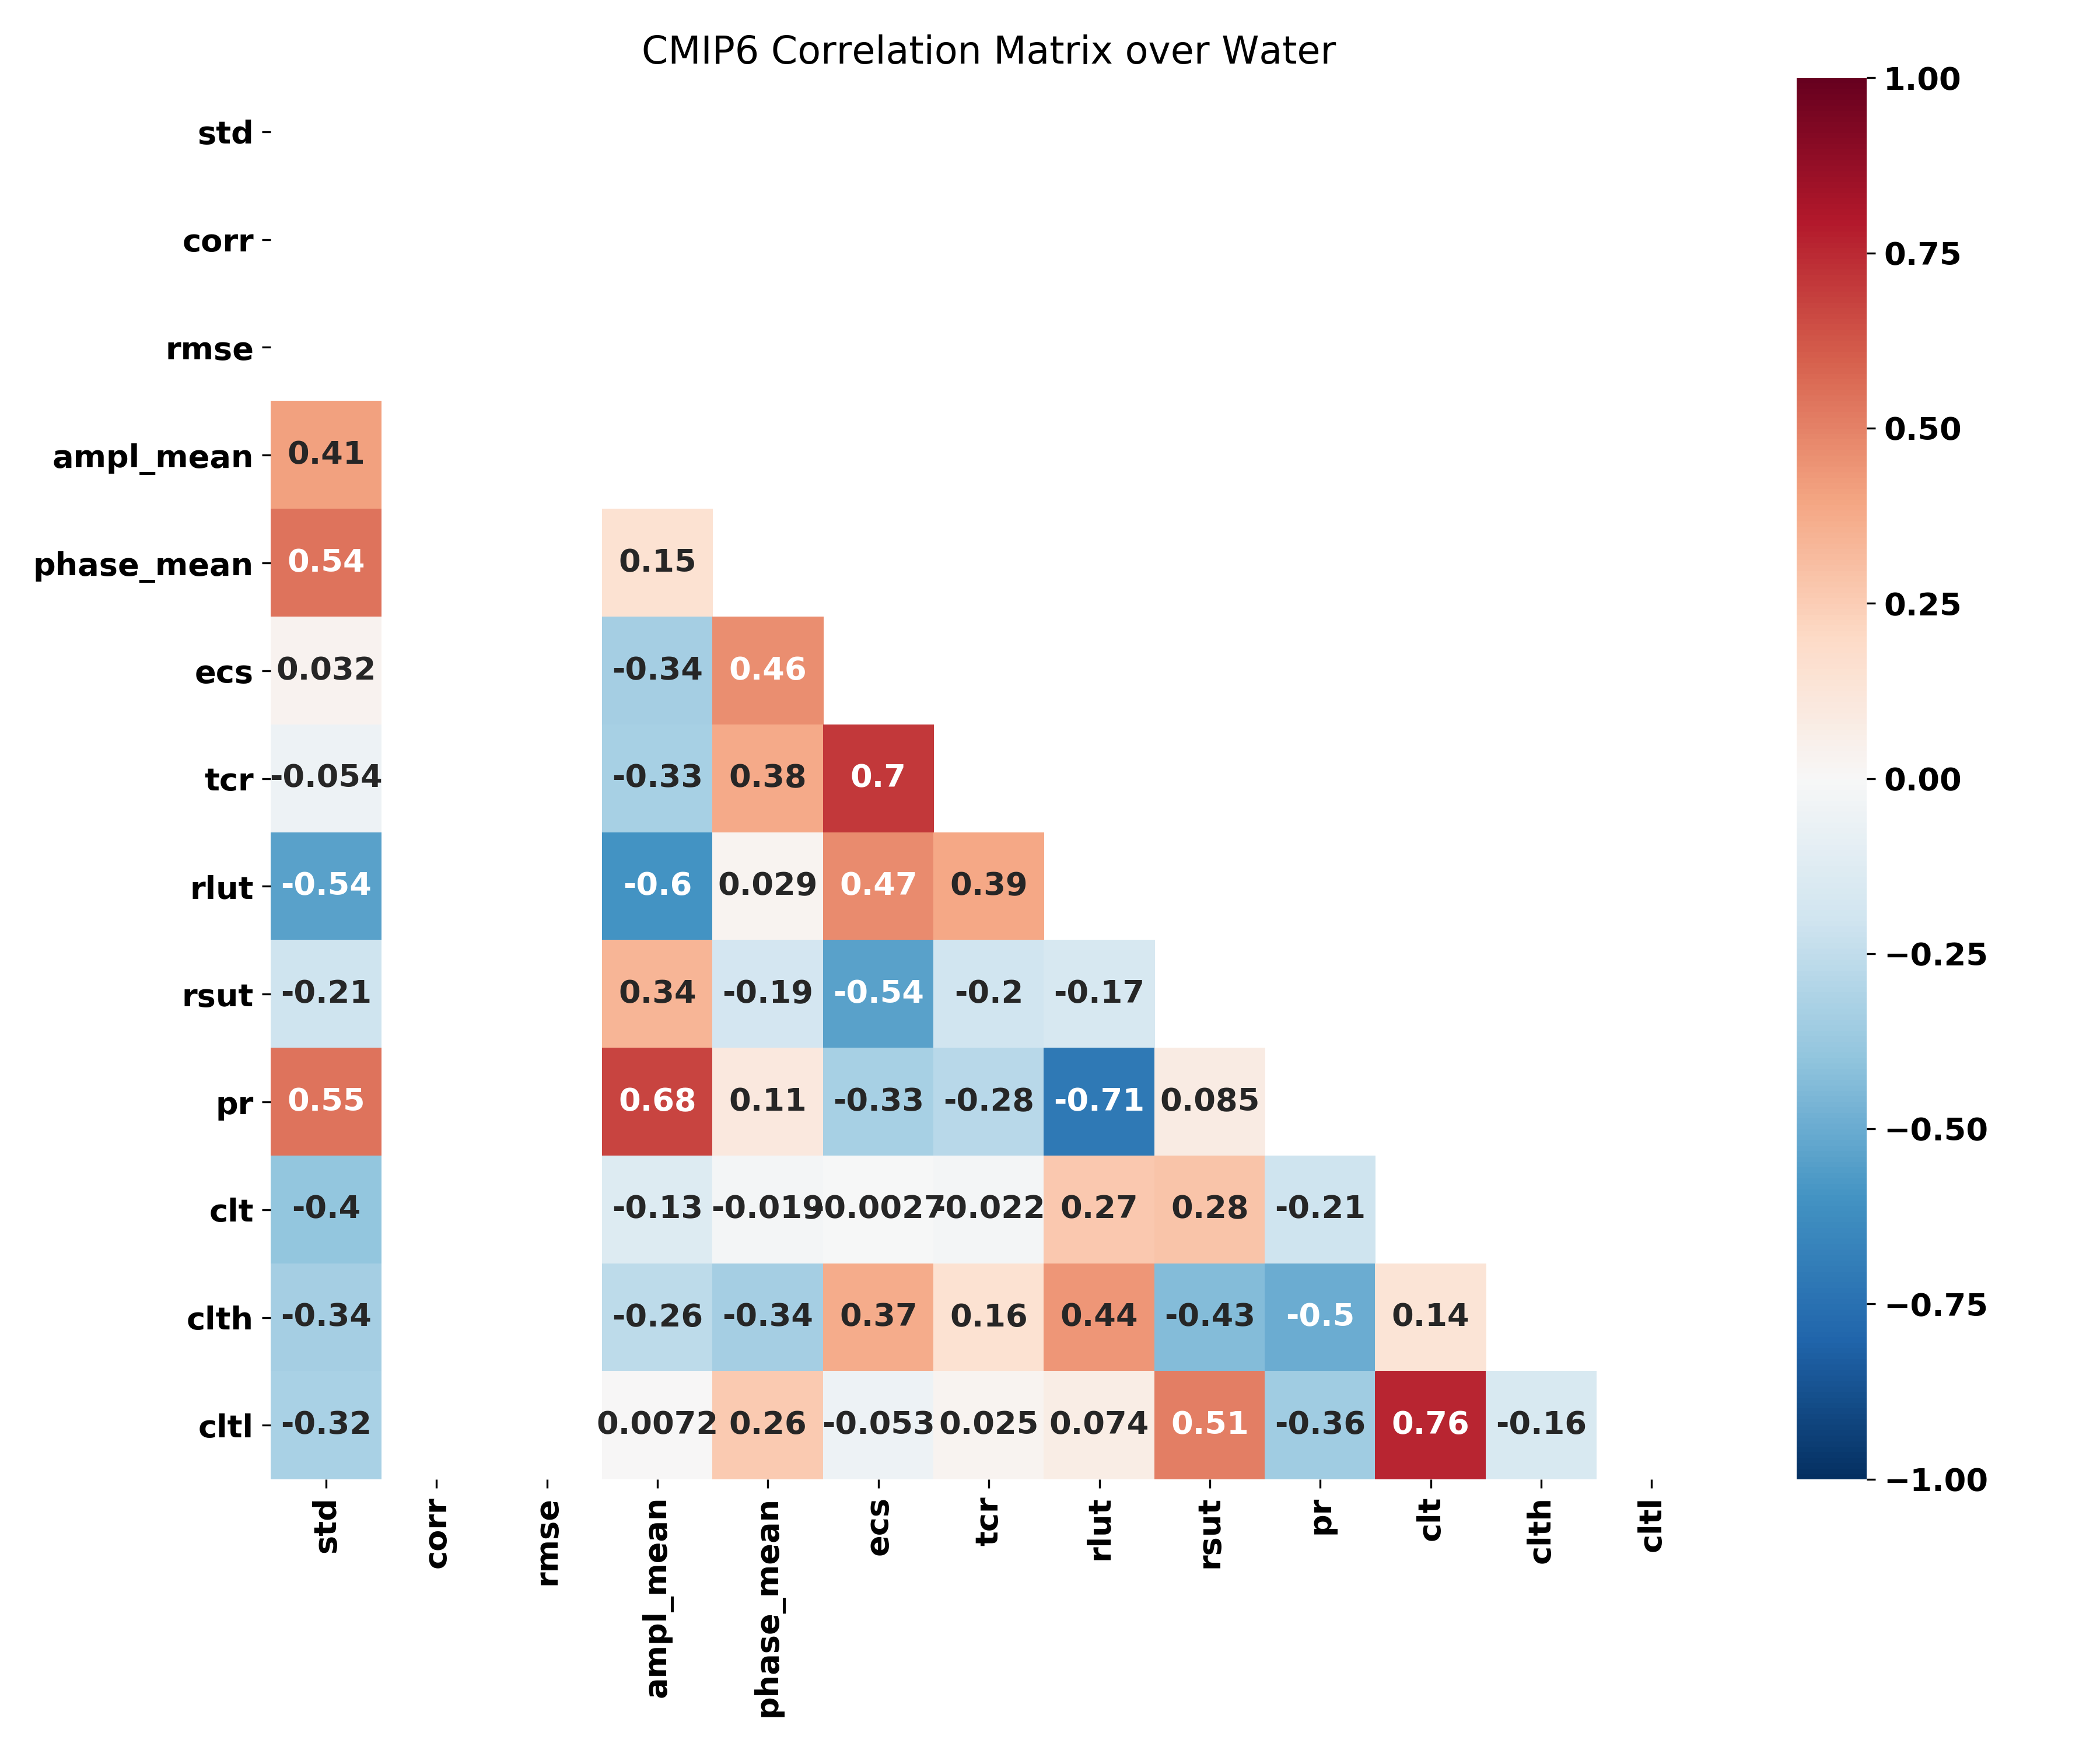 CMIP6 Correlation Matrix over Water
1.00
std
corr
0.75
rmse
ampl_mean 0.41
0.50
phase_mean 0.54 0.15
0.25
ecs 0.032 -0.34 0.46
tcr -0.054 -0.33 0.38 0.7
0.00
rlut -0.54 -0.6 0.029 0.47 0.39
rsut -0.21 0.34 -0.19 -0.54 -0.2 -0.17
−0.25
pr 0.55 0.68 0.11 -0.33 -0.28 -0.71 0.085
−0.50
clt -0.4 -0.13 -0.019 -0.0027 -0.022 0.27 0.28 -0.21
−0.75
clth -0.34 -0.26 -0.34 0.37 0.16 0.44 -0.43 -0.5 0.14
cltl -0.32 0.0072 0.26 -0.053 0.025 0.074 0.51 -0.36 0.76 -0.16
−1.00
std corr rmse ampl_mean phase_mean ecs tcr rlut rsut pr clt clth cltl